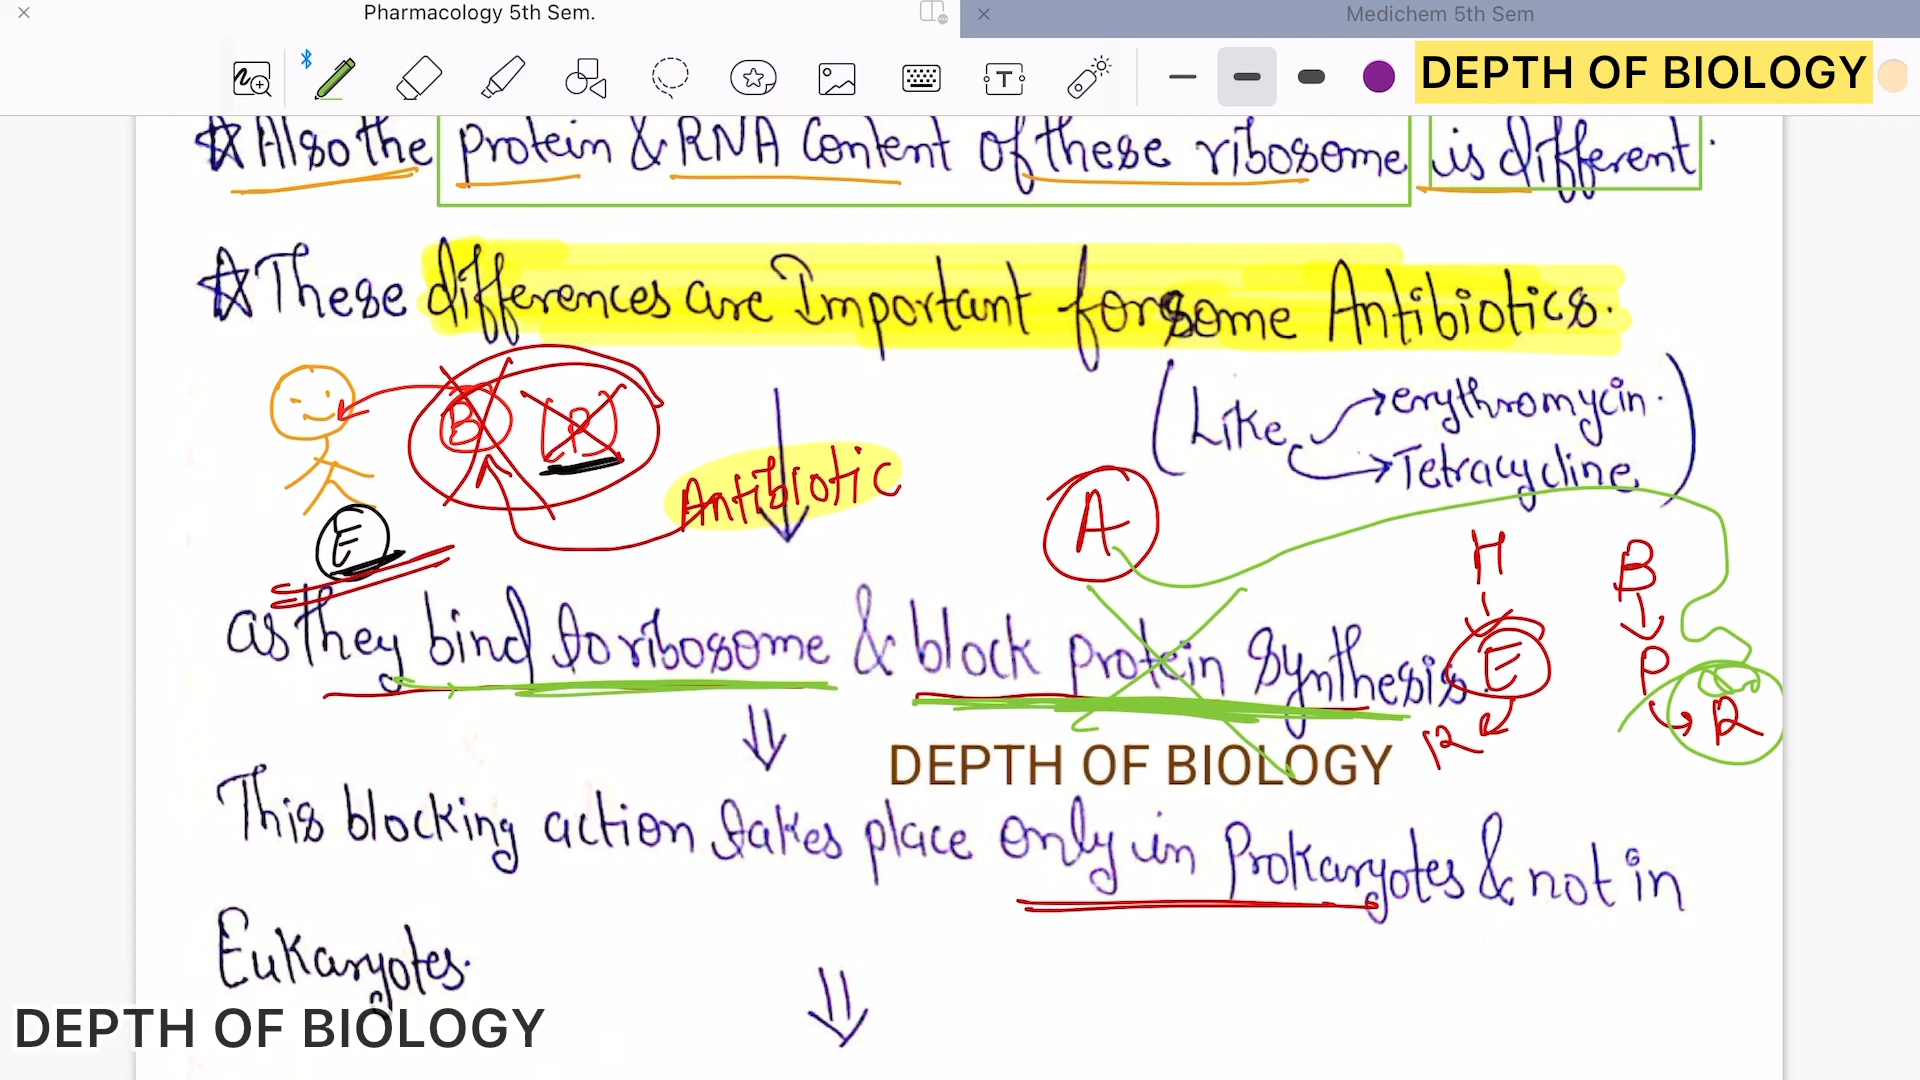 Pharmacology 5th Sem.
Medichem 5th Sem
DEPTH OF BIOLOGY
Also the protein & RNA Content of these ribosome is different.
These differences are Important for some Antibiotics.
(Like → erythromycin.
→ Tetracycline)
B
P
Antibiotic
E
A
H
B
as they bind to ribosome & block protein synthesis.
E
P
R
R
DEPTH OF BIOLOGY
This blocking action takes place only in Prokaryotes & not in
Eukaryotes.
DEPTH OF BIOLOGY